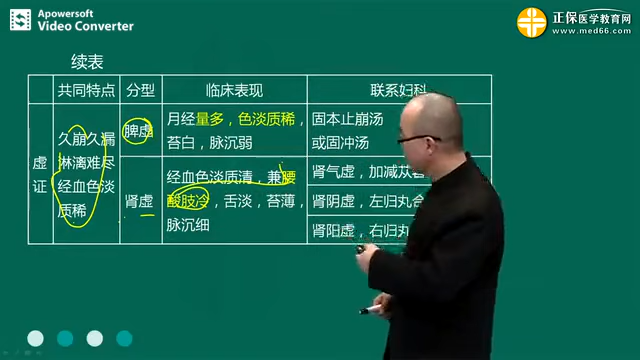 Apowersoft
Video Converter
正保医学教育网
www.med66.com
续表
共同特点 分型 临床表现 联系妇科
虚证
久崩久漏
淋漓难尽
经血色淡
质稀
脾虚
月经量多，色淡质稀，
苔白，脉沉弱
固本止崩汤
或固冲汤
肾虚
经血色淡质清，兼腰
酸肢冷，舌淡，苔薄，
脉沉细
肾气虚，加减苁
肾阴虚，左归丸合
肾阳虚，右归丸